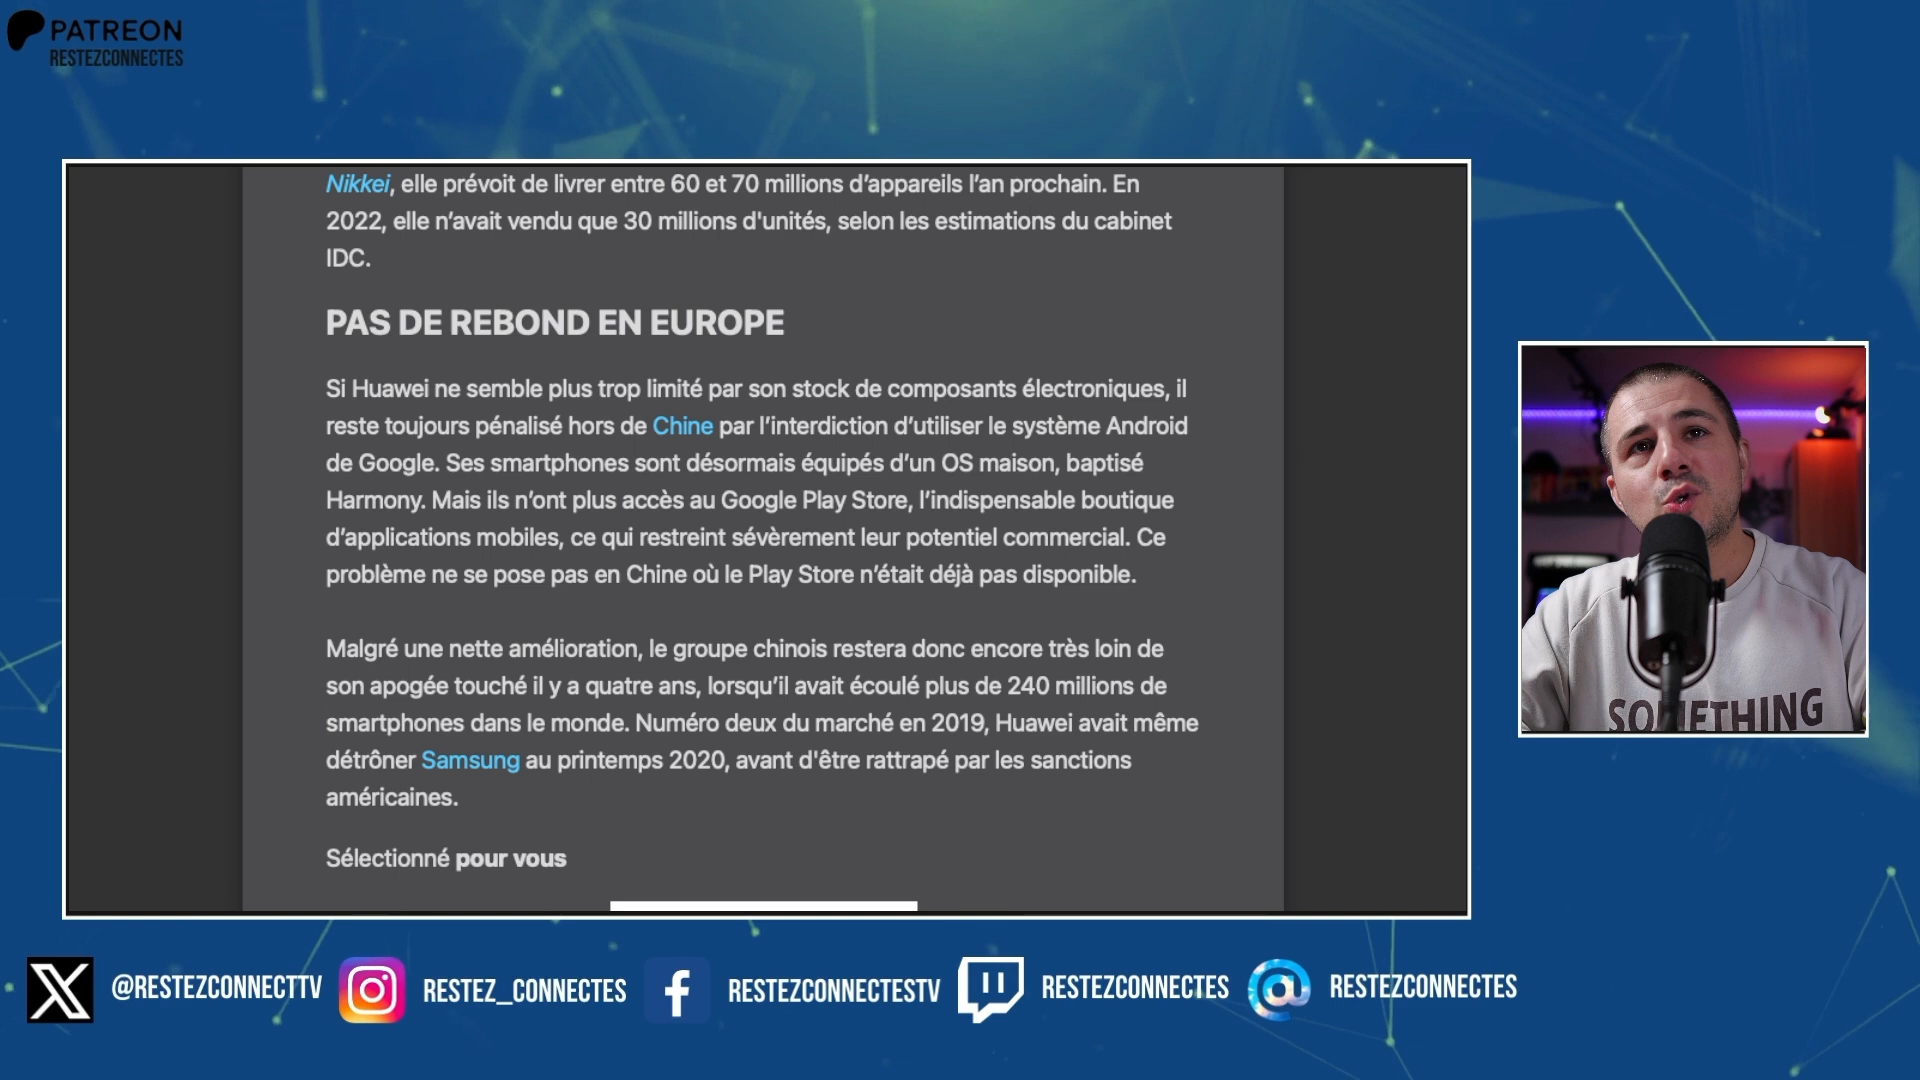 PATREON
RESTEZCONNECTES
Nikkei, elle prévoit de livrer entre 60 et 70 millions d’appareils l’an prochain. En
2022, elle n’avait vendu que 30 millions d'unités, selon les estimations du cabinet
IDC.
PAS DE REBOND EN EUROPE
Si Huawei ne semble plus trop limité par son stock de composants électroniques, il
reste toujours pénalisé hors de Chine par l’interdiction d’utiliser le système Android
de Google. Ses smartphones sont désormais équipés d’un OS maison, baptisé
Harmony. Mais ils n’ont plus accès au Google Play Store, l’indispensable boutique
d’applications mobiles, ce qui restreint sévèrement leur potentiel commercial. Ce
problème ne se pose pas en Chine où le Play Store n’était déjà pas disponible.
Malgré une nette amélioration, le groupe chinois restera donc encore très loin de
son apogée touché il y a quatre ans, lorsqu’il avait écoulé plus de 240 millions de
smartphones dans le monde. Numéro deux du marché en 2019, Huawei avait même
détrôner Samsung au printemps 2020, avant d'être rattrapé par les sanctions
américaines.
Sélectionné pour vous
SOMETHING
@RESTEZCONNECTTV
RESTEZ_CONNECTES
RESTEZCONNECTESTV
RESTEZCONNECTES
RESTEZCONNECTES